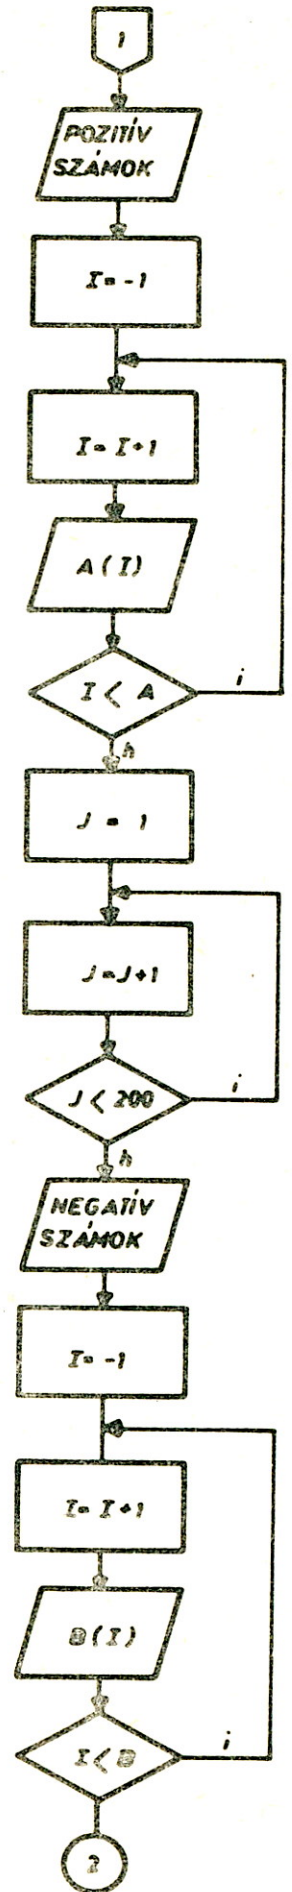 1
POZITÍV
SZÁMOK
I = -1
I = I+1
A(I)
I < A
i
h
J = 1
J=J+1
J < 200
i
h
NEGATÍV
SZÁMOK
I= -1
I= I+1
B(I)
I < B
i
2